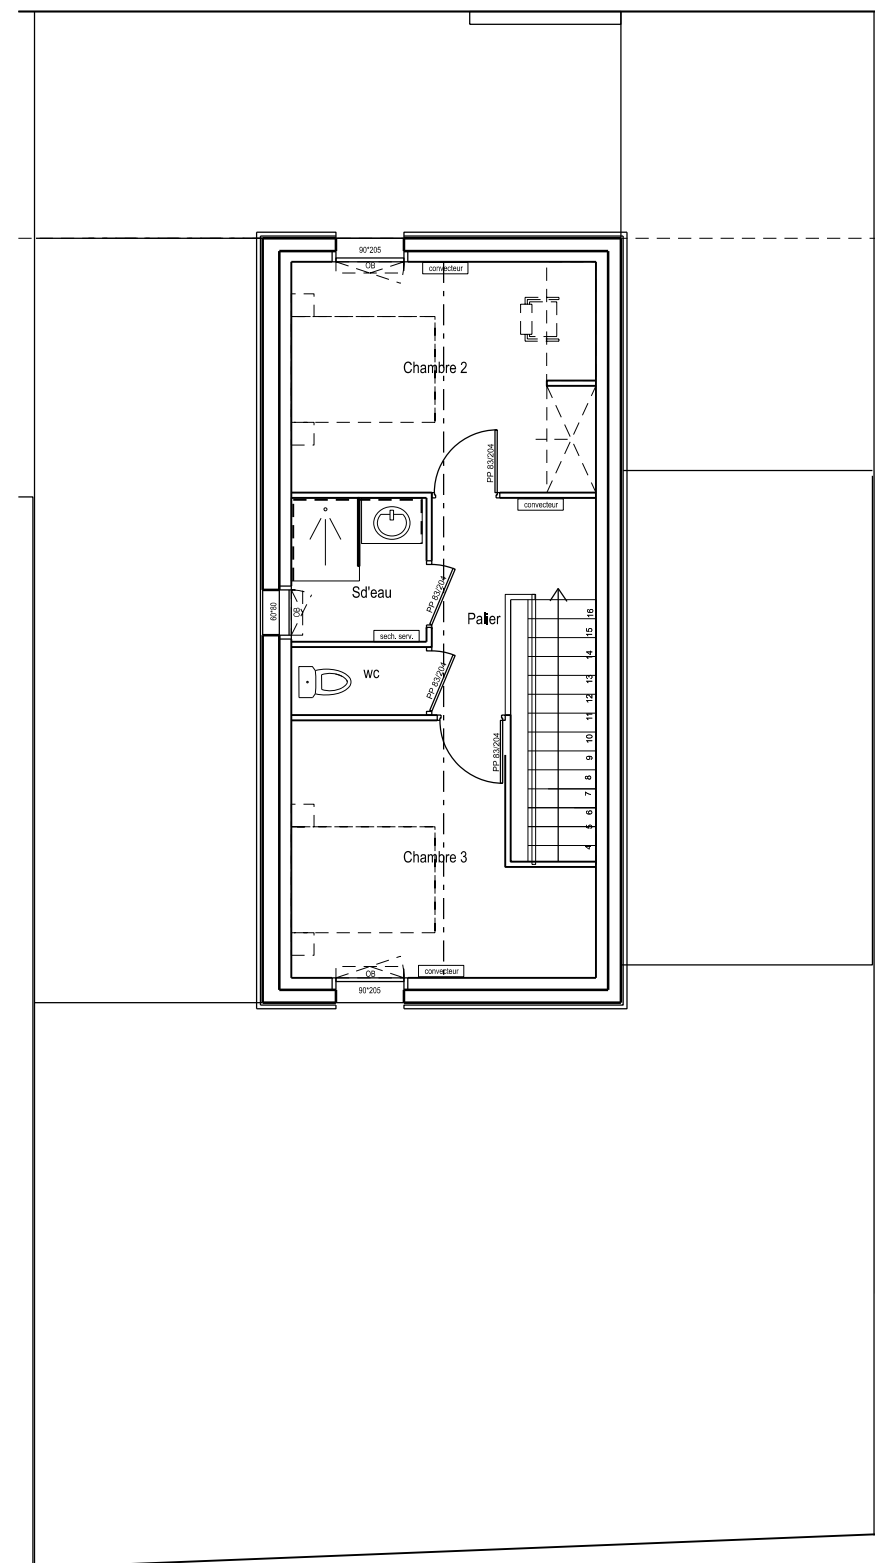 90*205
OB
convecteur
Chambre 2
PP 83/204
convecteur
Sd'eau
PP 83/204
60*80
OB
Palier
sech. serv.
wc
PP 83/204
PP 83/204
16
15
14
13
12
11
10
9
8
7
6
5
4
Chambre 3
OB
convecteur
90*205